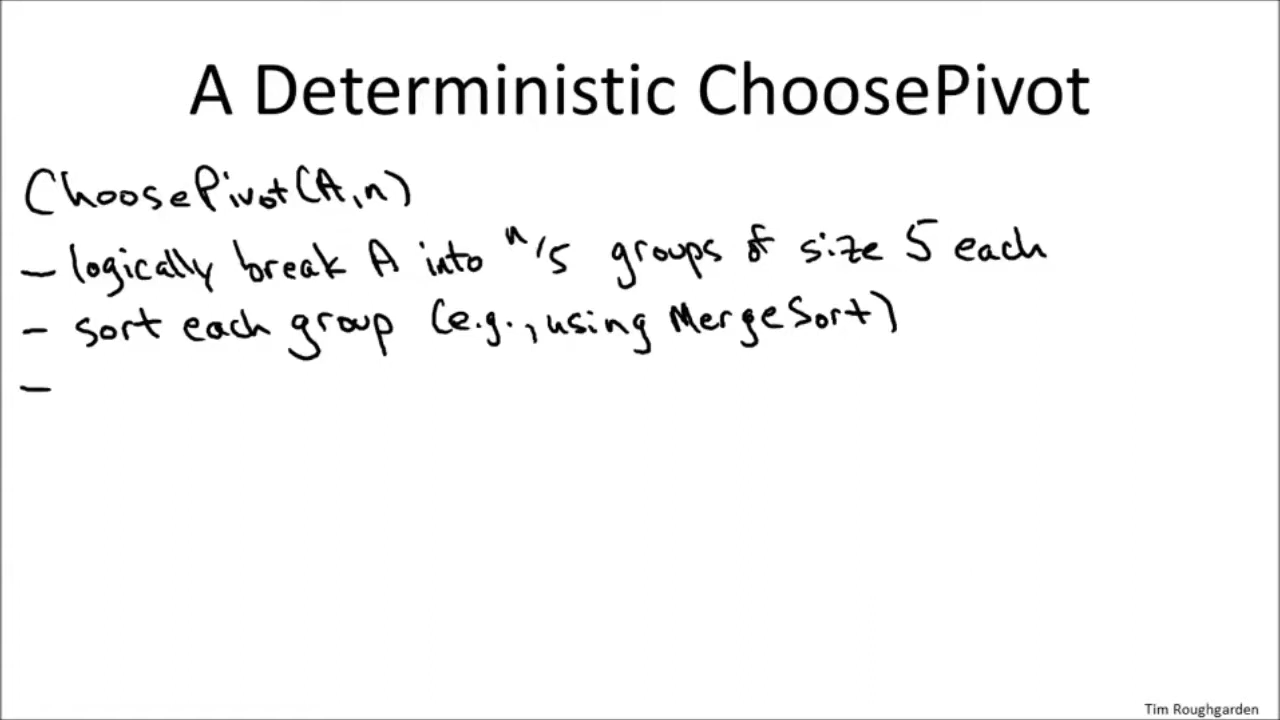 A Deterministic ChoosePivot
ChoosePivot(A,n)
- logically break A into n/5 groups of size 5 each
- sort each group (e.g., using MergeSort)
-
Tim Roughgarden